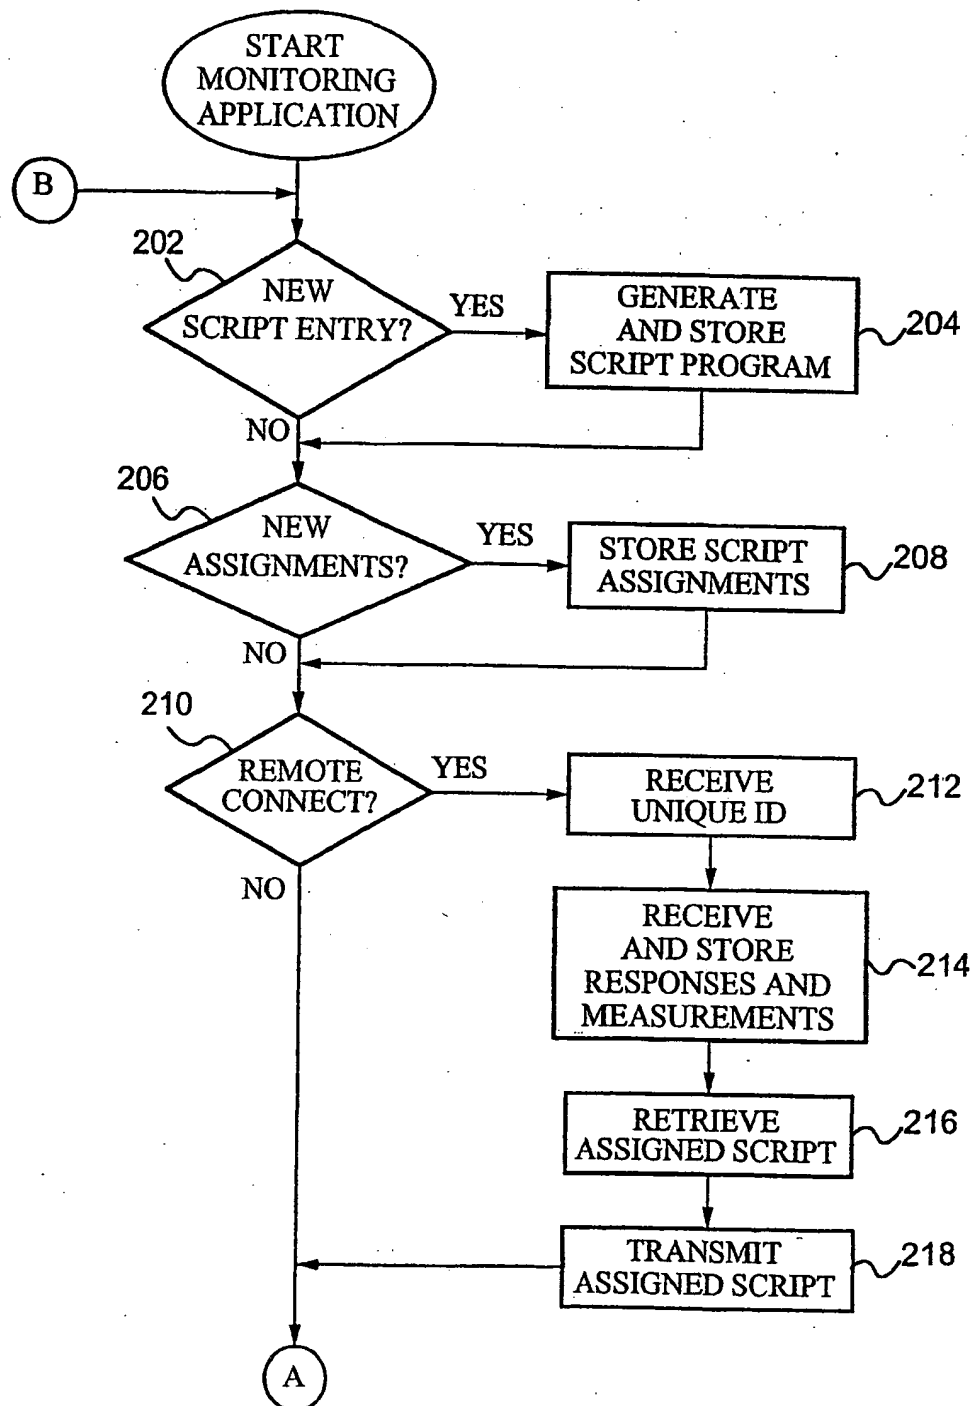 START
MONITORING
APPLICATION
B
202
NEW
SCRIPT ENTRY?
YES
GENERATE
AND STORE
SCRIPT PROGRAM
204
NO
206
NEW
ASSIGNMENTS?
YES
STORE SCRIPT
ASSIGNMENTS
208
NO
210
REMOTE
CONNECT?
YES
RECEIVE
UNIQUE ID
212
NO
RECEIVE
AND STORE
RESPONSES AND
MEASUREMENTS
214
RETRIEVE
ASSIGNED SCRIPT
216
TRANSMIT
ASSIGNED SCRIPT
218
A